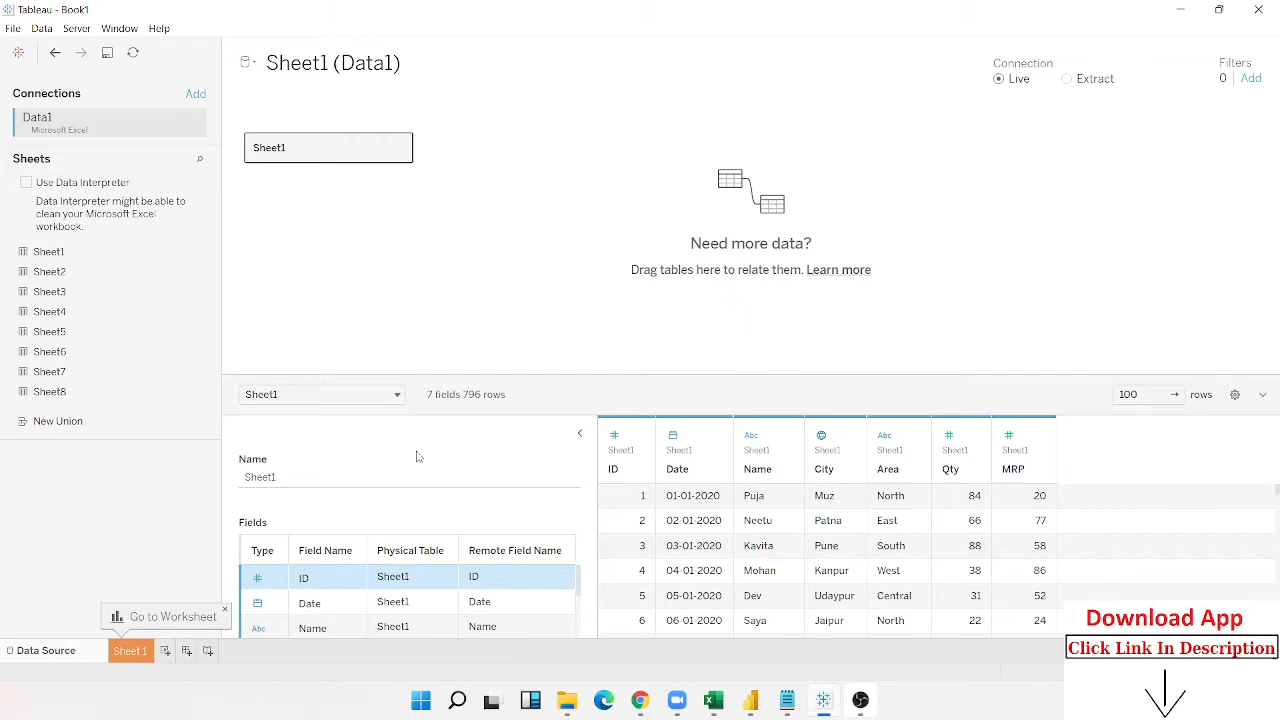 Tableau - Book1
File Data Server Window Help
Connections Add
Data1
Microsoft Excel
Sheets
Use Data Interpreter
Data Interpreter might be able to
clean your Microsoft Excel
workbook.
Sheet1
Sheet2
Sheet3
Sheet4
Sheet5
Sheet6
Sheet7
Sheet8
New Union
Sheet1 (Data1)
Connection
Live Extract
Filters
0 Add
Sheet1
Need more data?
Drag tables here to relate them. Learn more
Sheet1 7 fields 796 rows 100 → rows
Name
Sheet1
Fields
Type Field Name Physical Table Remote Field Name
ID Sheet1 ID
Date Sheet1 Date
Abc Name Sheet1 Name
Abc Abc
Sheet1 Sheet1 Sheet1 Sheet1 Sheet1 Sheet1 Sheet1
ID Date Name City Area Qty MRP
1 01-01-2020 Puja Muz North 84 20
2 02-01-2020 Neetu Patna East 66 77
3 03-01-2020 Kavita Pune South 88 58
4 04-01-2020 Mohan Kanpur West 38 86
5 05-01-2020 Dev Udaypur Central 31 52
6 06-01-2020 Saya Jaipur North 22 24
Go to Worksheet
Data Source Sheet 1
Download App
Click Link In Description